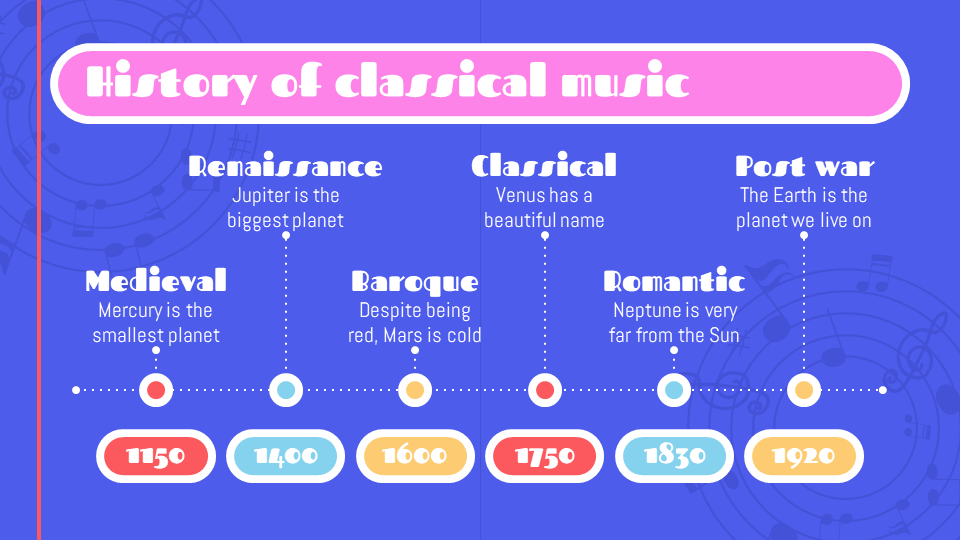 History of classical music
Renaissance
Jupiter is the
biggest planet
Classical
Venus has a
beautiful name
Post war
The Earth is the
planet we live on
Medieval
Mercury is the
smallest planet
Baroque
Despite being
red, Mars is cold
Romantic
Neptune is very
far from the Sun
1150
1400
1600
1750
1830
1920